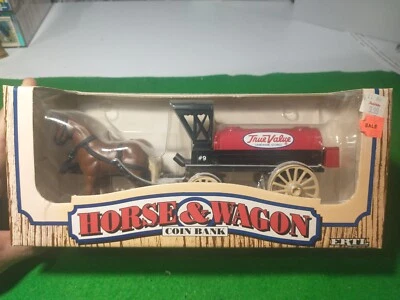 SALE
True Value
#9
HORSE & WAGON
COIN BANK
ERTL